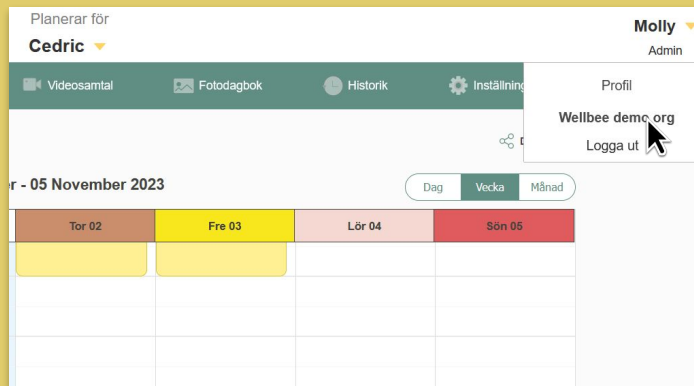 Planerar för
Cedric
Molly
Admin
Videosamtal
Fotodagbok
Historik
Profil
Wellbee demo org
Logga ut
- 05 November 2023
Dag
Vecka
Månad
Tor 02
Fre 03
Lör 04
Sön 05